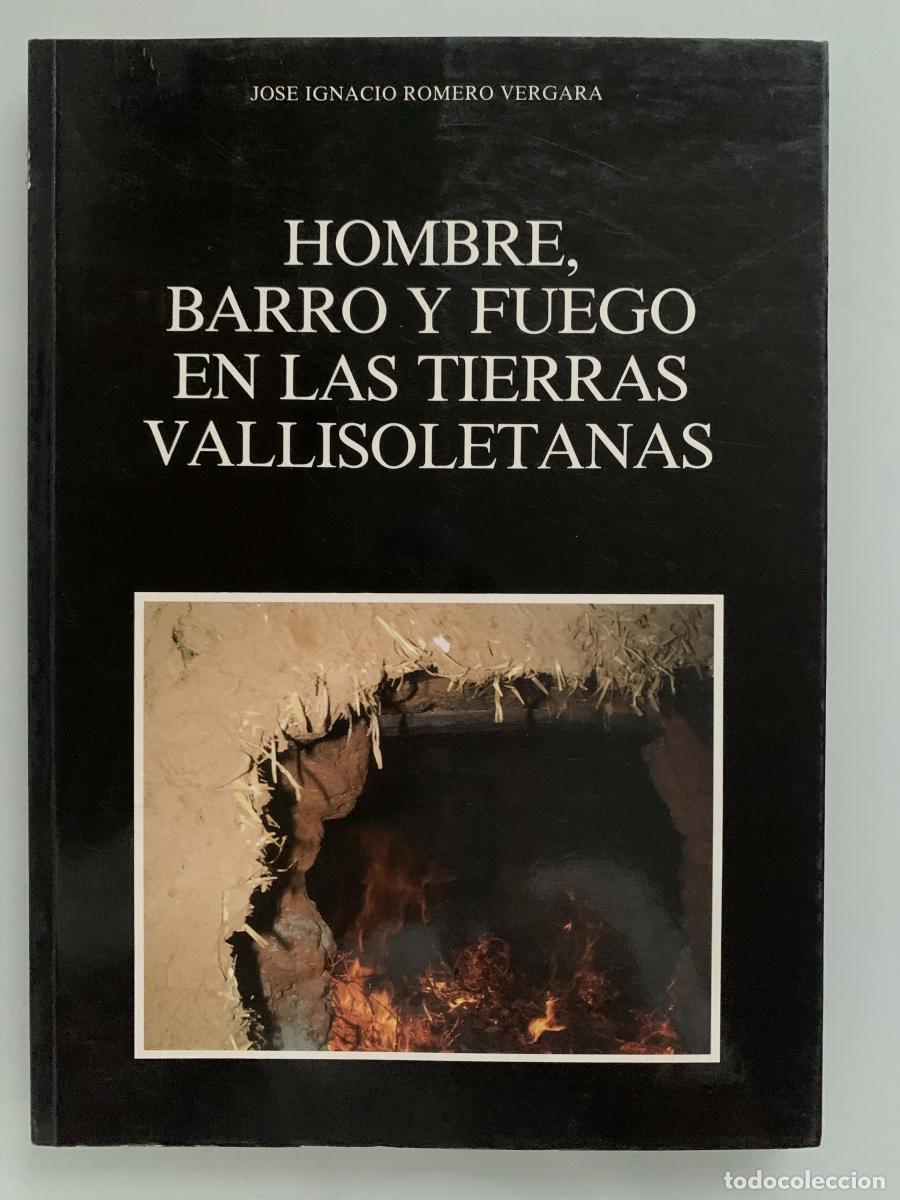 JOSE IGNACIO ROMERO VERGARA
HOMBRE,
BARRO Y FUEGO
EN LAS TIERRAS
VALLISOLETANAS
todocoleccion